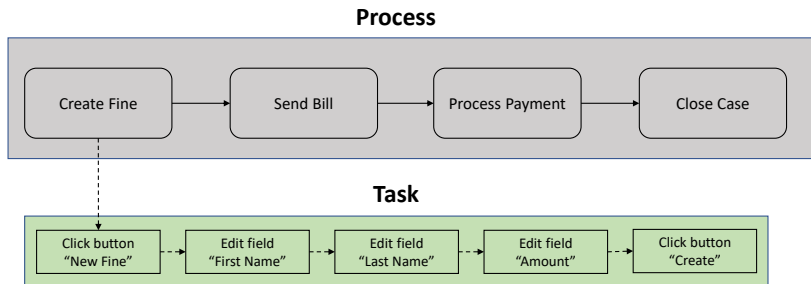 Process
Create Fine
Send Bill
Process Payment
Close Case
Task
Click button
“New Fine”
Edit field
“First Name”
Edit field
“Last Name”
Edit field
“Amount”
Click button
“Create”